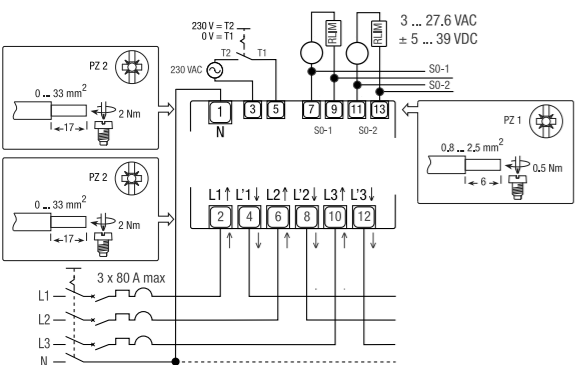 230 V = T2
0 V = T1
T2 T1
230 VAC
3 ... 27.6 VAC
± 5 ... 39 VDC
RLIM
RLIM
S0-1
S0-2
PZ 2
0 ... 33 mm²
17
2 Nm
1 3 5 7 9 11 13
N S0-1 S0-2
PZ 1
0,8 ... 2,5 mm²
6
0.5 Nm
PZ 2
0 ... 33 mm²
17
2 Nm
L1↑ L'1↓ L2↑ L'2↓ L3↑ L'3↓
2 4 6 8 10 12
3 x 80 A max
L1
L2
L3
N